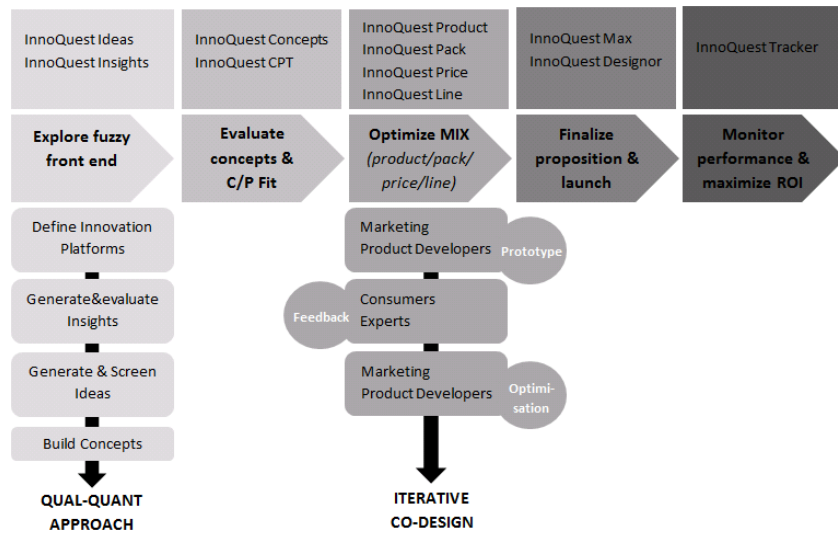 InnoQuest Ideas
InnoQuest Insights
InnoQuest Concepts
InnoQuest CPT
InnoQuest Product
InnoQuest Pack
InnoQuest Price
InnoQuest Line
InnoQuest Max
InnoQuest Designor
InnoQuest Tracker
Explore fuzzy
front end
Evaluate
concepts &
C/P Fit
Optimize MIX
(product/pack/
price/line)
Finalize
proposition &
launch
Monitor
performance &
maximize ROI
Define Innovation
Platforms
Generate&evaluate
Insights
Generate & Screen
Ideas
Build Concepts
QUAL-QUANT
APPROACH
Marketing
Product Developers
Prototype
Feedback
Consumers
Experts
Marketing
Product Developers
Optimi-
sation
ITERATIVE
CO-DESIGN